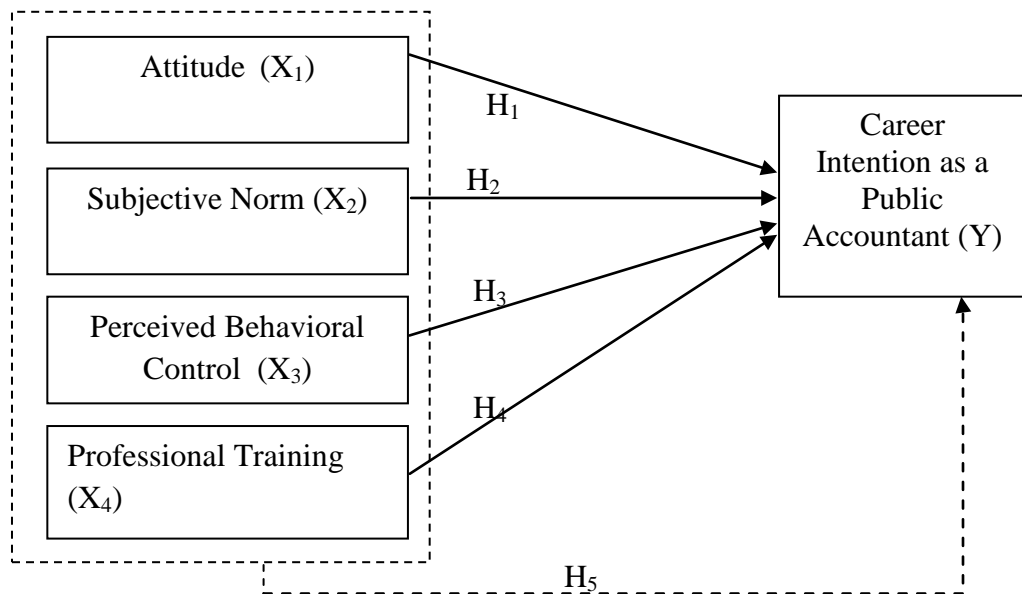 Attitude (X₁)
H₁
Subjective Norm (X₂)
H₂
Perceived Behavioral
Control (X₃)
H₃
Professional Training
(X₄)
H₄
Career
Intention as a
Public
Accountant (Y)
H₅